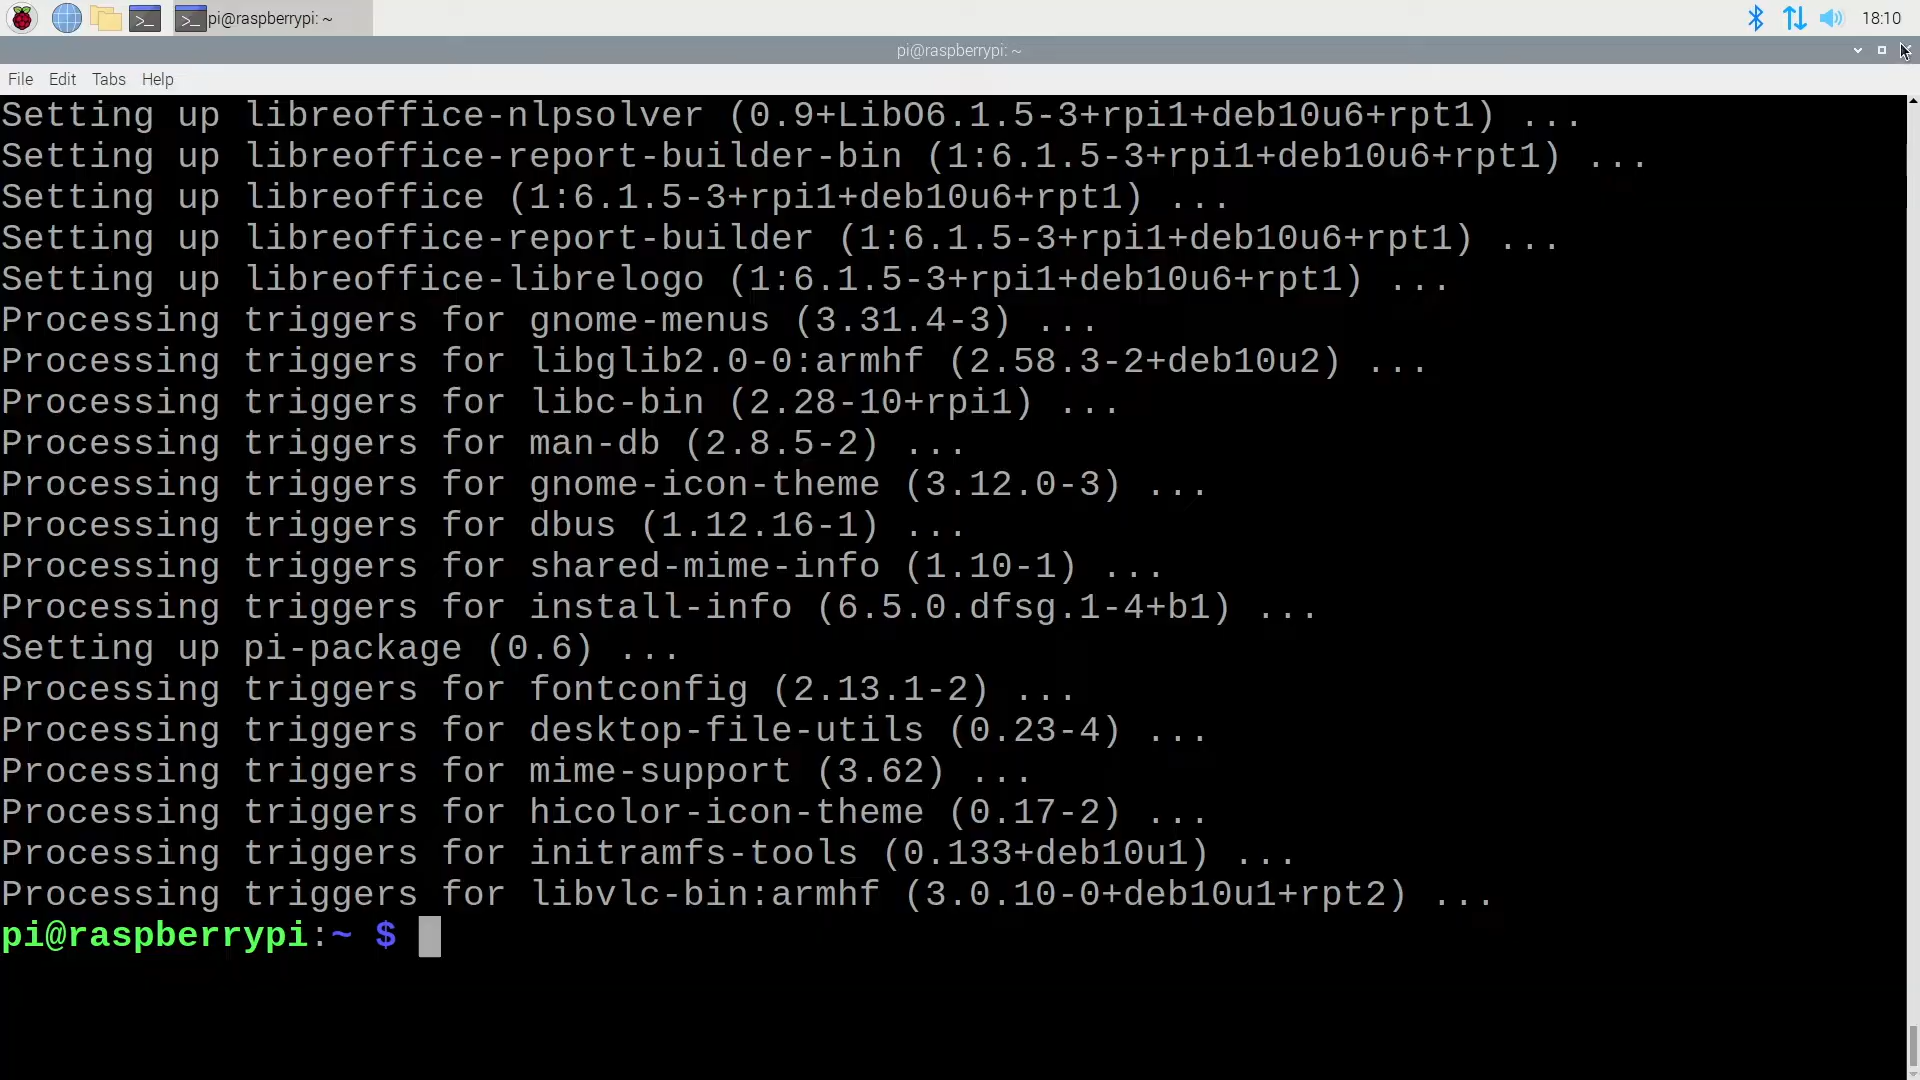 pi@raspberrypi: ~
18:10
pi@raspberrypi: ~
File Edit Tabs Help
Setting up libreoffice-nlpsolver (0.9+LibO6.1.5-3+rpi1+deb10u6+rpt1) ...
Setting up libreoffice-report-builder-bin (1:6.1.5-3+rpi1+deb10u6+rpt1) ...
Setting up libreoffice (1:6.1.5-3+rpi1+deb10u6+rpt1) ...
Setting up libreoffice-report-builder (1:6.1.5-3+rpi1+deb10u6+rpt1) ...
Setting up libreoffice-librelogo (1:6.1.5-3+rpi1+deb10u6+rpt1) ...
Processing triggers for gnome-menus (3.31.4-3) ...
Processing triggers for libglib2.0-0:armhf (2.58.3-2+deb10u2) ...
Processing triggers for libc-bin (2.28-10+rpi1) ...
Processing triggers for man-db (2.8.5-2) ...
Processing triggers for gnome-icon-theme (3.12.0-3) ...
Processing triggers for dbus (1.12.16-1) ...
Processing triggers for shared-mime-info (1.10-1) ...
Processing triggers for install-info (6.5.0.dfsg.1-4+b1) ...
Setting up pi-package (0.6) ...
Processing triggers for fontconfig (2.13.1-2) ...
Processing triggers for desktop-file-utils (0.23-4) ...
Processing triggers for mime-support (3.62) ...
Processing triggers for hicolor-icon-theme (0.17-2) ...
Processing triggers for initramfs-tools (0.133+deb10u1) ...
Processing triggers for libvlc-bin:armhf (3.0.10-0+deb10u1+rpt2) ...
pi@raspberrypi:~ $